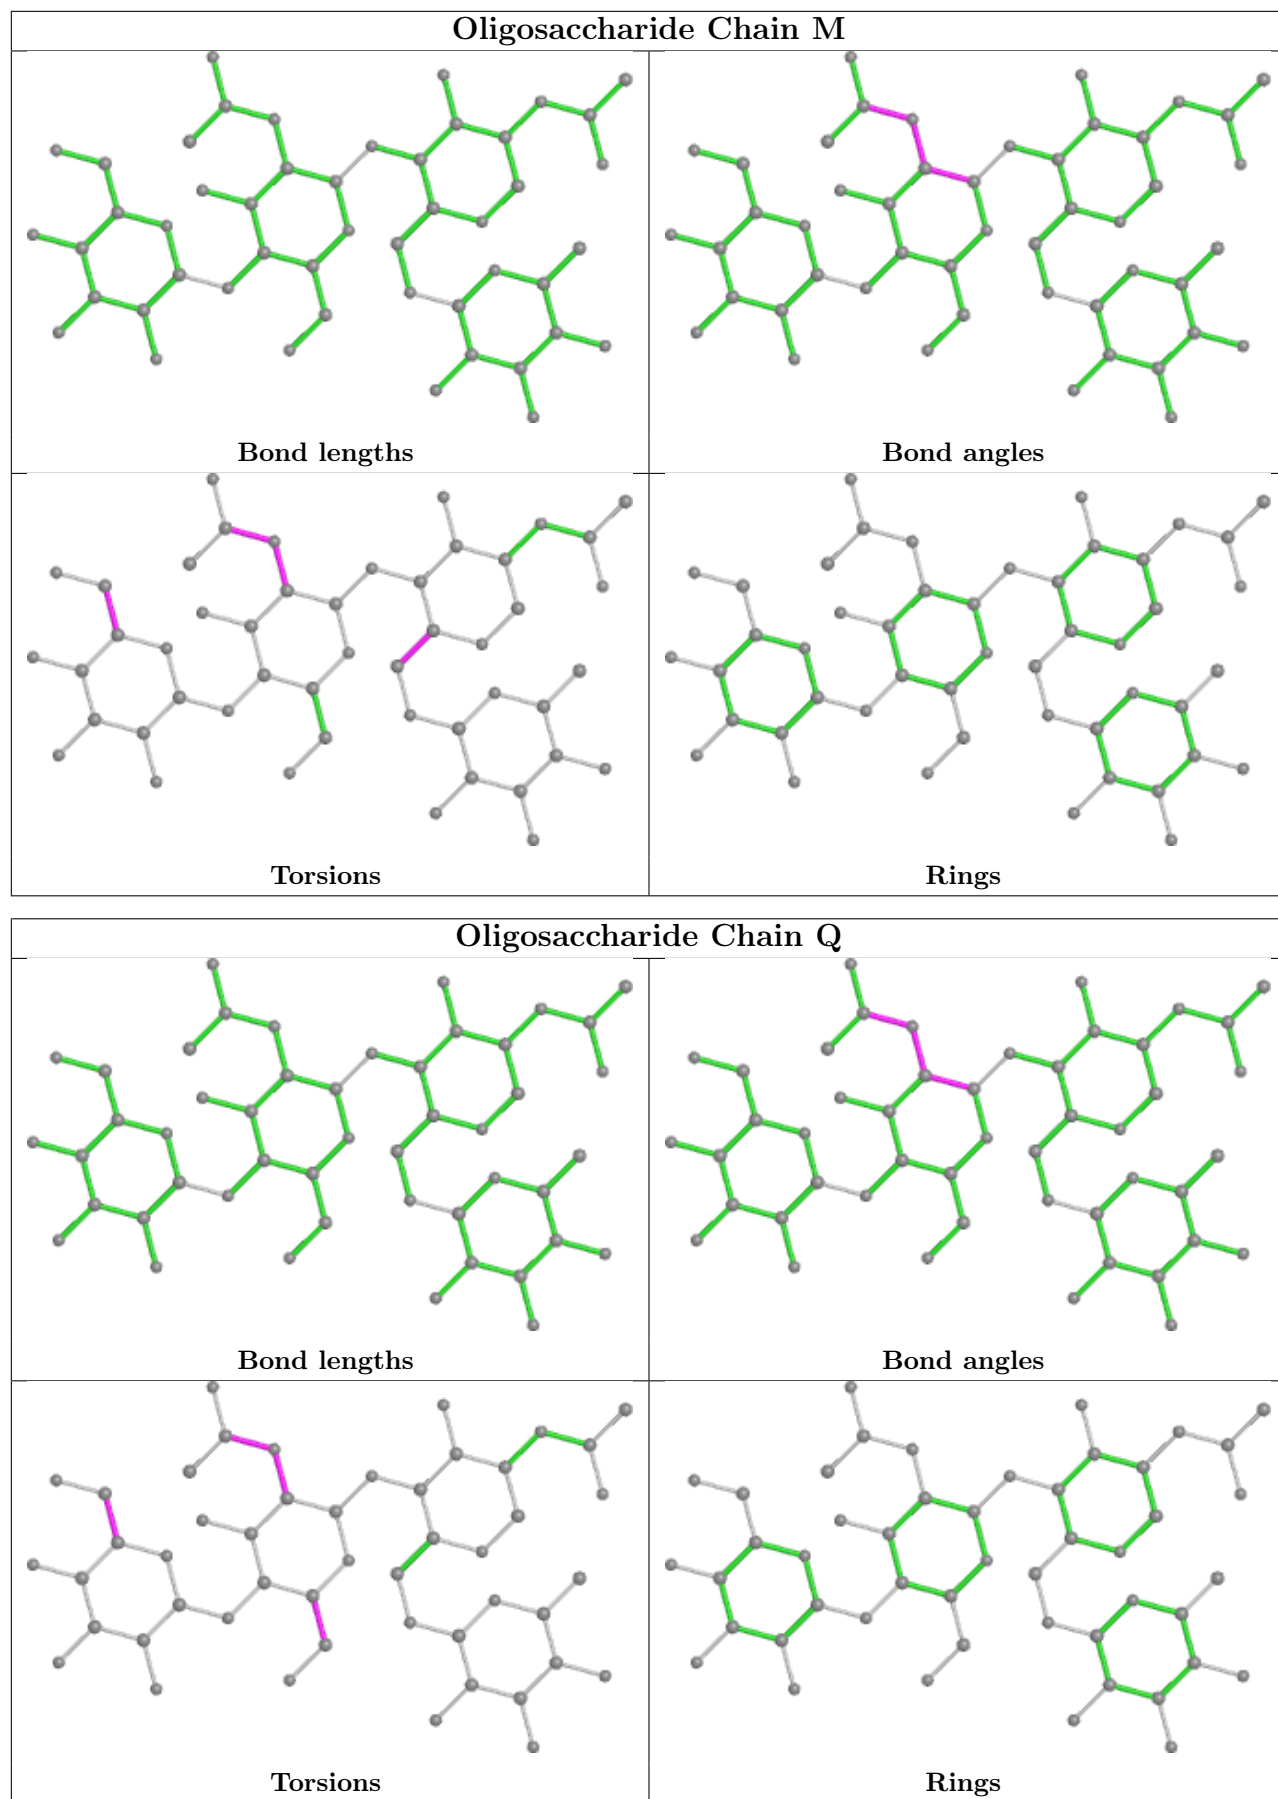 Oligosaccharide Chain M
Bond lengths
Bond angles
Torsions
Rings
Oligosaccharide Chain Q
Bond lengths
Bond angles
Torsions
Rings